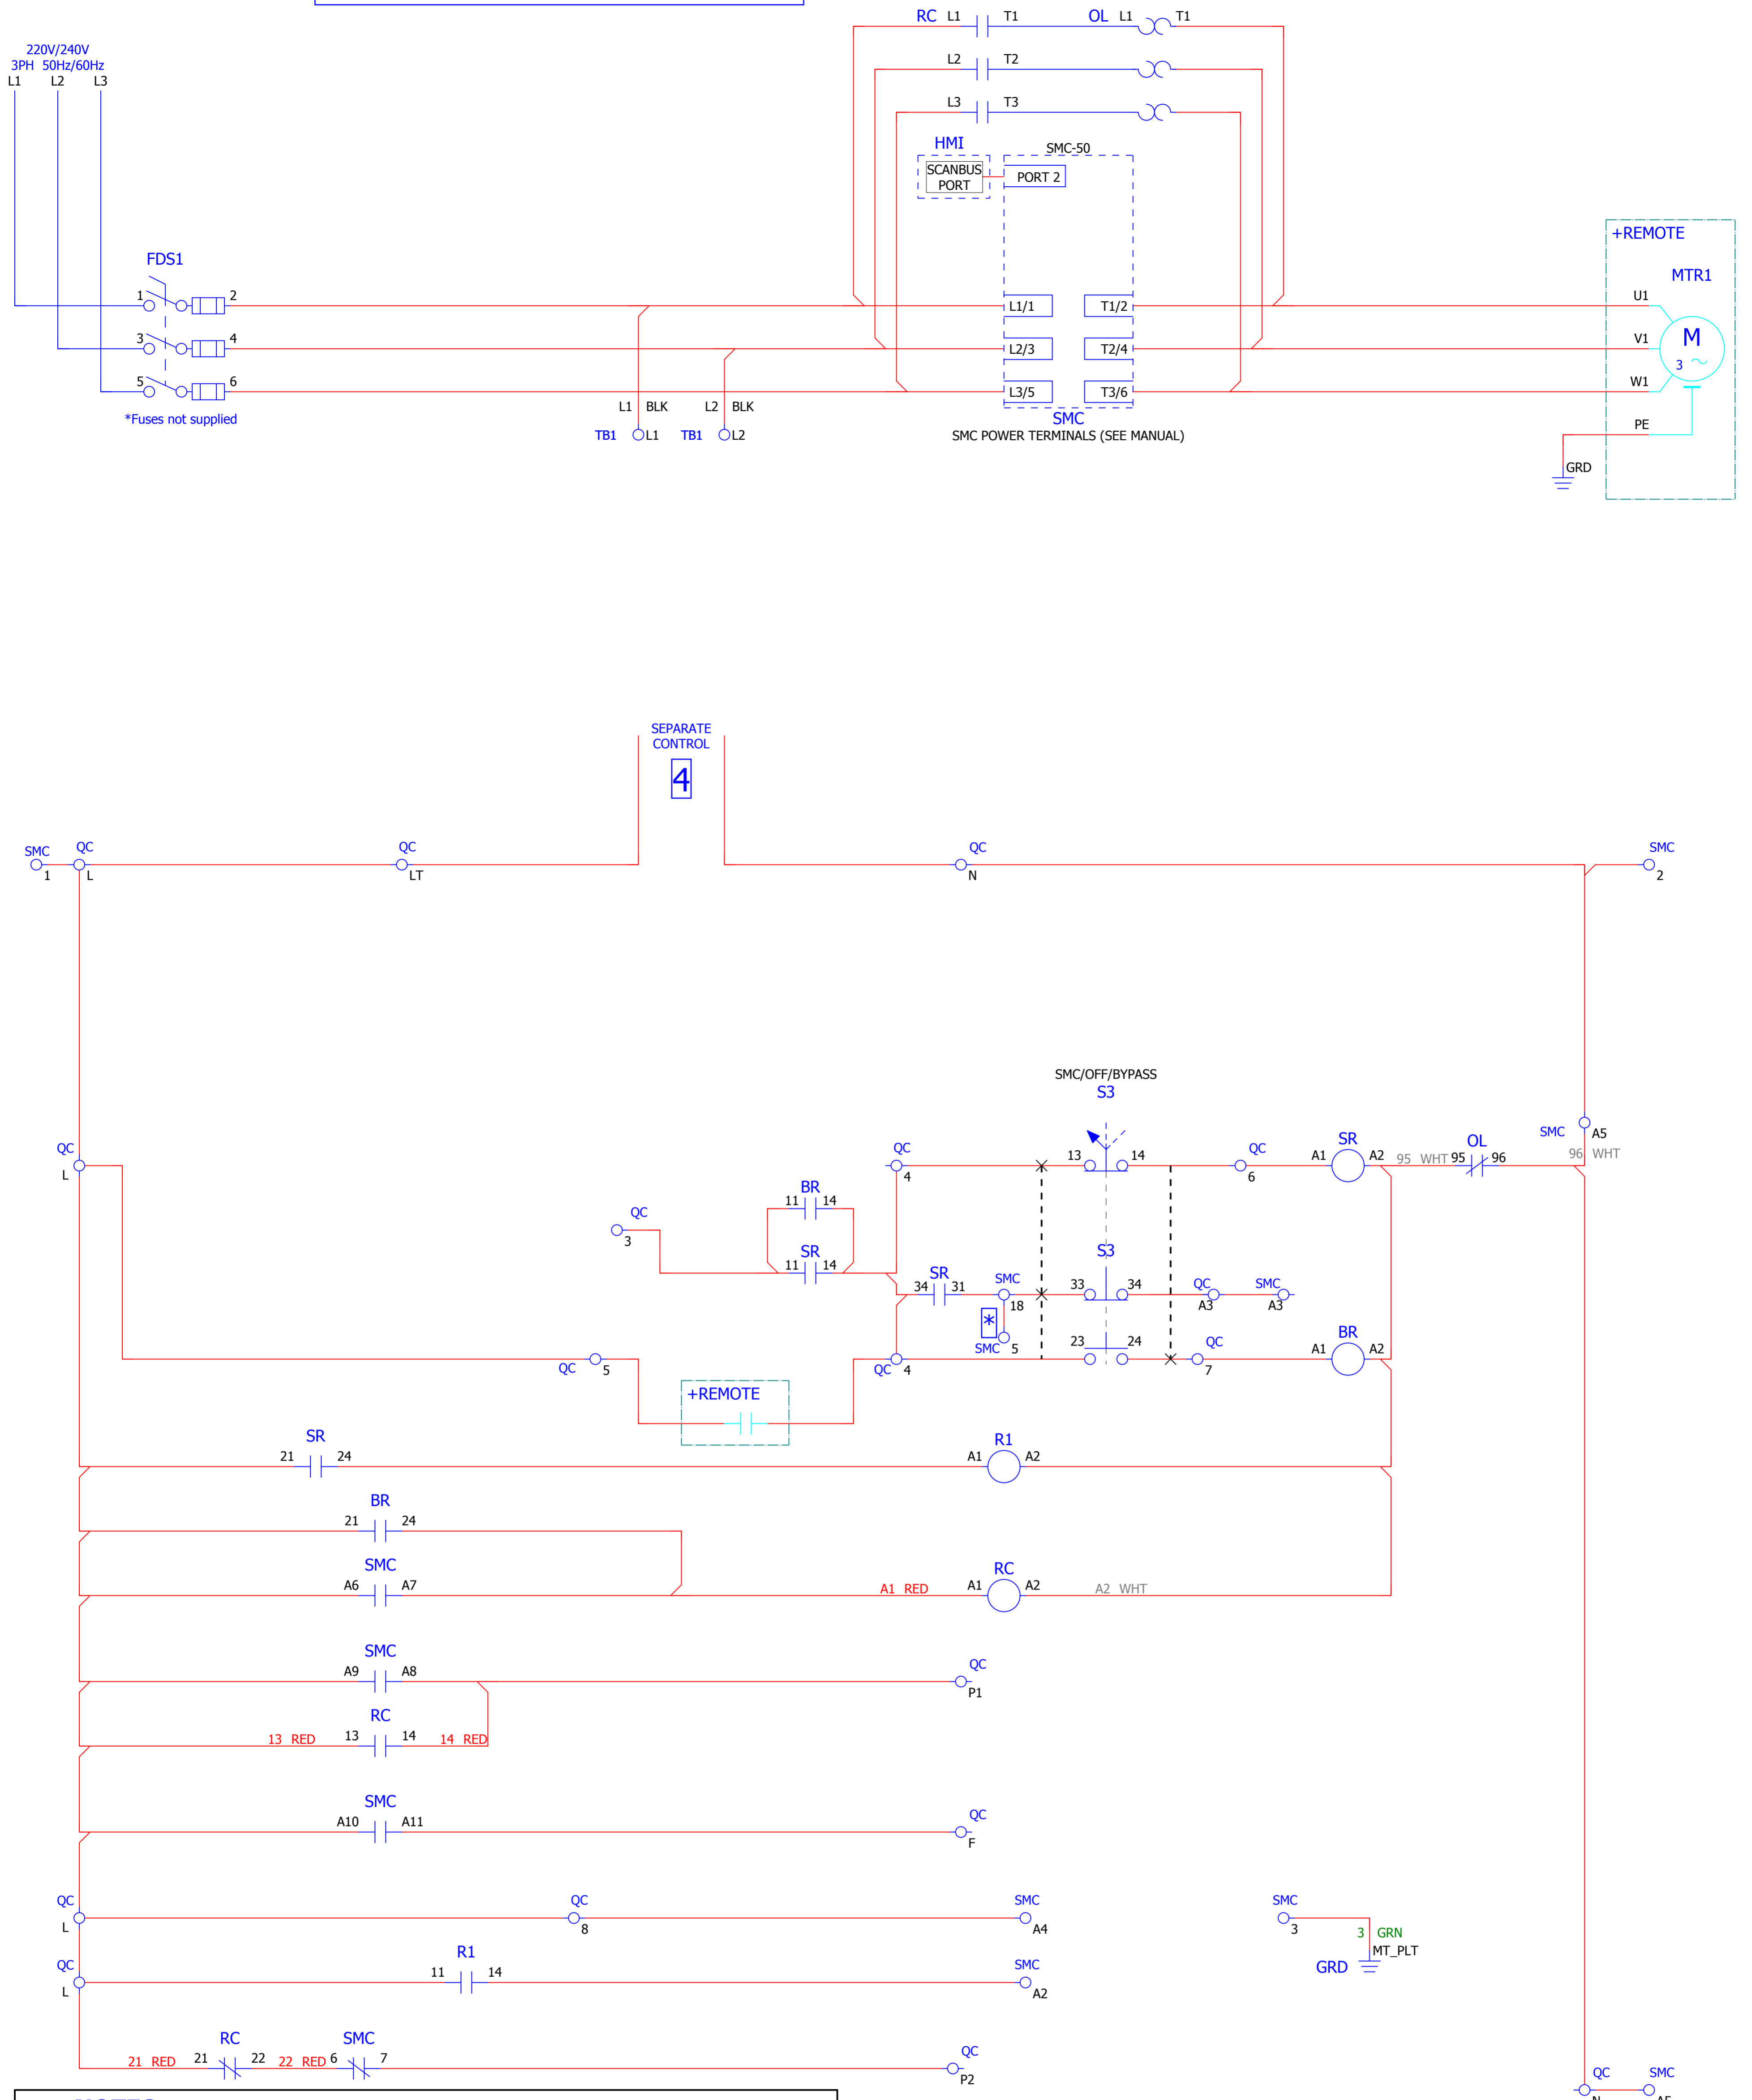 RC L1 T1 OL L1 T1
220V/240V
3PH 50Hz/60Hz
L1 L2 L3
L2 T2
L3 T3
HMI
SMC-50
SCANBUS
PORT
PORT 2
+REMOTE
MTR1
FDS1
1 2
L1/1 T1/2
U1
3 4
L2/3 T2/4
V1
M
3
5 6
L3/5 T3/6
W1
*Fuses not supplied
L1 BLK L2 BLK
TB1 L1 TB1 L2
SMC
SMC POWER TERMINALS (SEE MANUAL)
PE
GRD
SEPARATE
CONTROL
4
SMC QC QC QC SMC
1 L LT N 2
SMC/OFF/BYPASS
S3
SMC A5
QC QC 13 14 QC SR OL
L 4 6 A1 A2 95 WHT 95 96 96 WHT
BR
11 14
QC
3
SR
11 14
S3
SR
34 31 SMC 33 34 QC SMC
18 A3 A3
*
SMC 5
23 24 QC BR
QC 5 QC 4 7 A1 A2
+REMOTE
SR R1
21 24 A1 A2
BR
21 24
SMC RC
A6 A7 A1 RED A1 A2 A2 WHT
SMC
A9 A8 QC
P1
RC
13 RED 13 14 14 RED
SMC
A10 A11 QC
F
QC QC SMC SMC
L 8 A4 3
3 GRN
MT_PLT
GRD
QC R1 SMC
L 11 14 A2
RC SMC
21 RED 21 22 22 RED 6 7 QC
P2
QC SMC